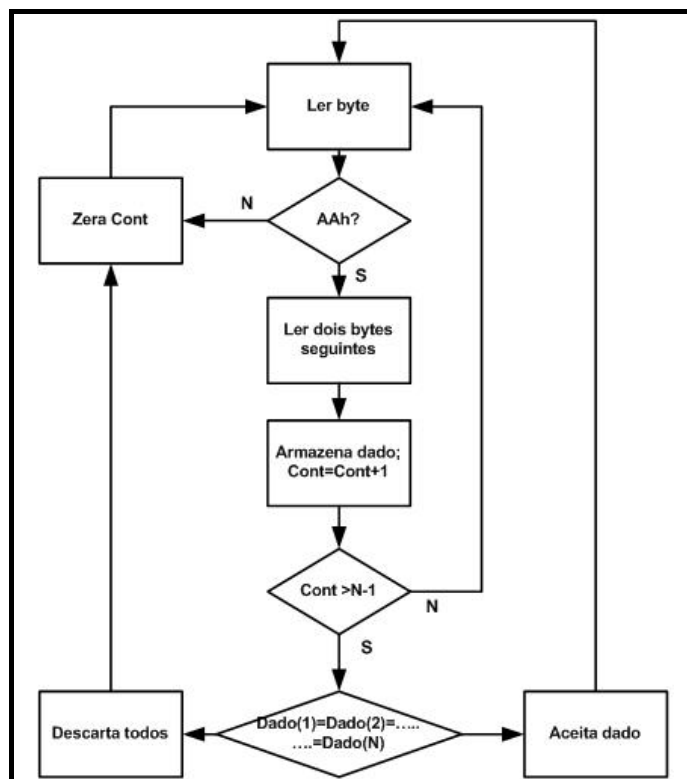 Ler byte
Zera Cont
N
AAh?
S
Ler dois bytes
seguintes
Armazena dado;
Cont=Cont+1
Cont >N-1
N
S
Descarta todos
Dado(1)=Dado(2)=.....
....=Dado(N)
Aceita dado